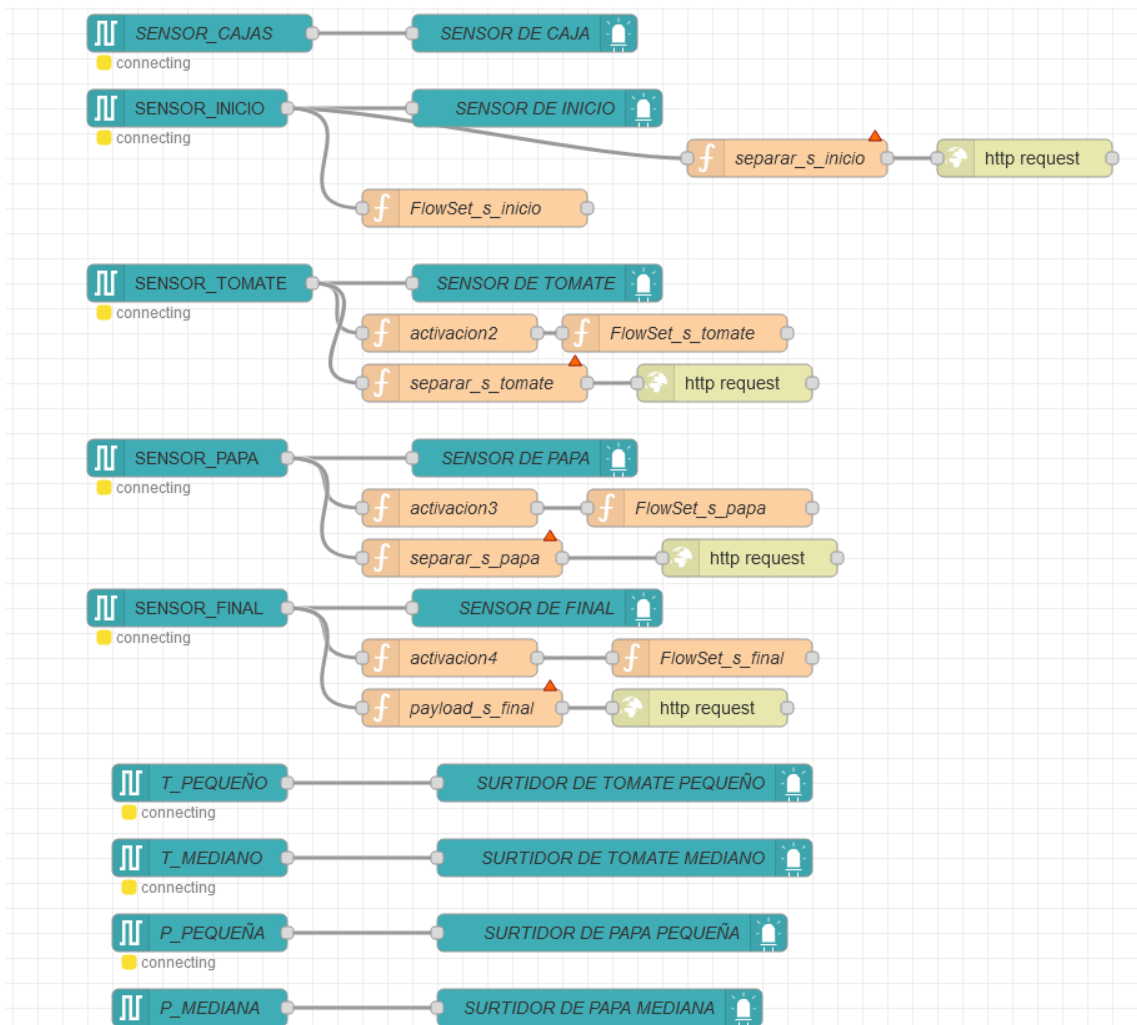 SENSOR_CAJAS
SENSOR DE CAJA
connecting
SENSOR_INICIO
SENSOR DE INICIO
connecting
separar_s_inicio
http request
FlowSet_s_inicio
SENSOR_TOMATE
SENSOR DE TOMATE
connecting
activacion2
FlowSet_s_tomate
separar_s_tomate
http request
SENSOR_PAPA
SENSOR DE PAPA
connecting
activacion3
FlowSet_s_papa
separar_s_papa
http request
SENSOR_FINAL
SENSOR DE FINAL
connecting
activacion4
FlowSet_s_final
payload_s_final
http request
T_PEQUEÑO
SURTIDOR DE TOMATE PEQUEÑO
connecting
T_MEDIANO
SURTIDOR DE TOMATE MEDIANO
connecting
P_PEQUEÑA
SURTIDOR DE PAPA PEQUEÑA
connecting
P_MEDIANA
SURTIDOR DE PAPA MEDIANA